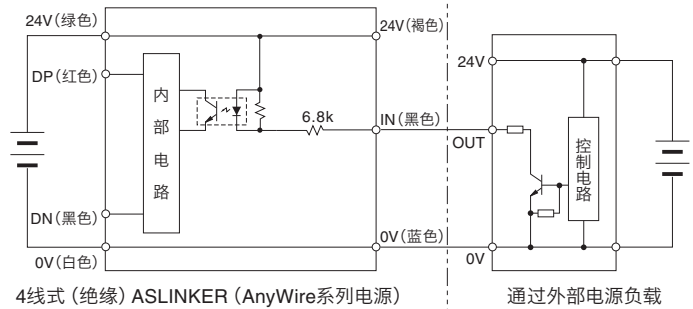 24V（绿色）
24V（褐色）
DP（红色）
内部电路
6.8k
IN（黑色）
24V
OUT
控制电路
DN（黑色）
0V（蓝色）
0V（白色）
0V
4线式（绝缘）ASLINKER（AnyWire系列电源）
通过外部电源负载